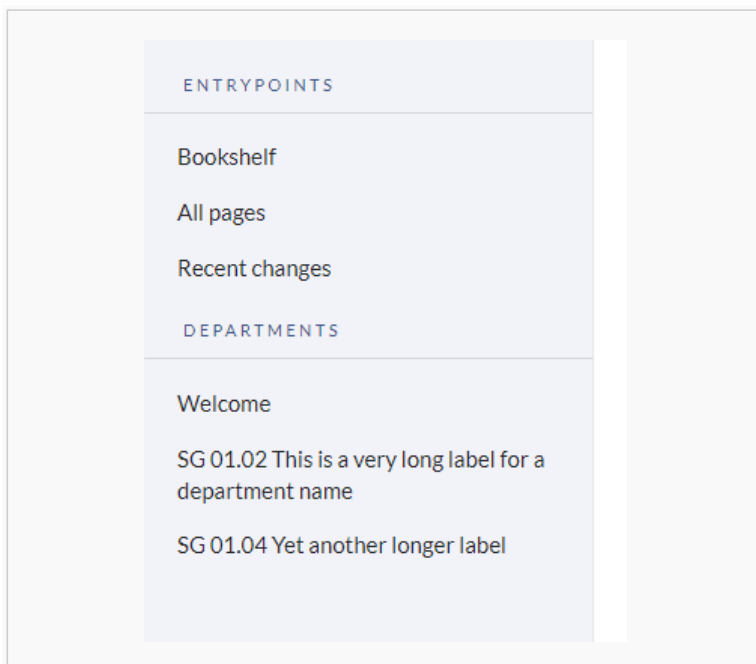 ENTRYPOINTS
Bookshelf
All pages
Recent changes
DEPARTMENTS
Welcome
SG 01.02 This is a very long label for a
department name
SG 01.04 Yet another longer label